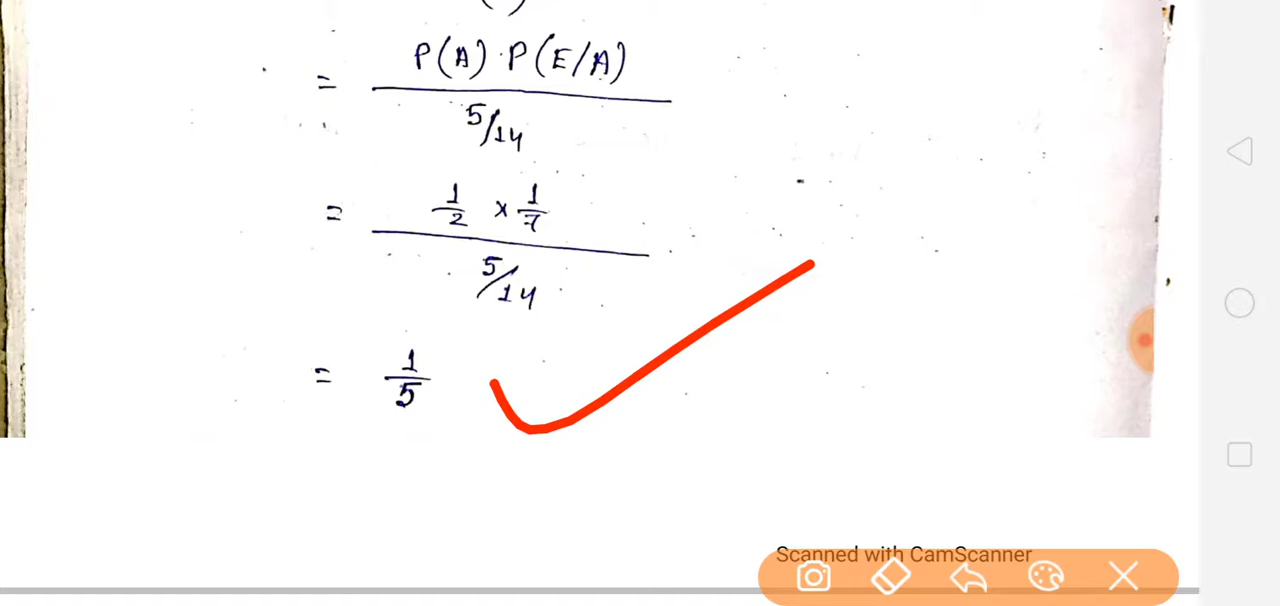 = P(A) · P(E/A)
5/14
= 1/2 × 1/7
5/14
= 1/5
Scanned with CamScanner